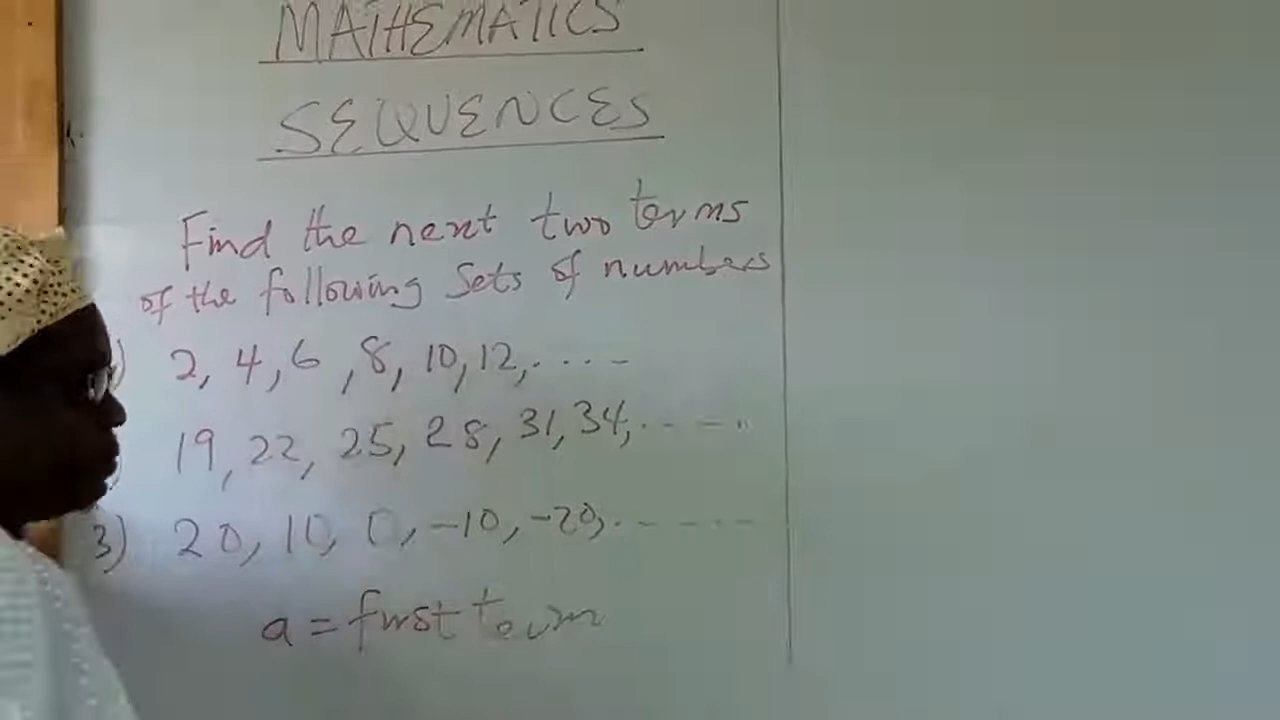 MATHEMATICS
SEQUENCES
Find the next two terms
of the following Sets of numbers
) 2, 4, 6, 8, 10, 12, . . . .
) 19, 22, 25, 28, 31, 34, . . . . .
3) 20, 10, 0, -10, -20, . . . . . .
a = first term